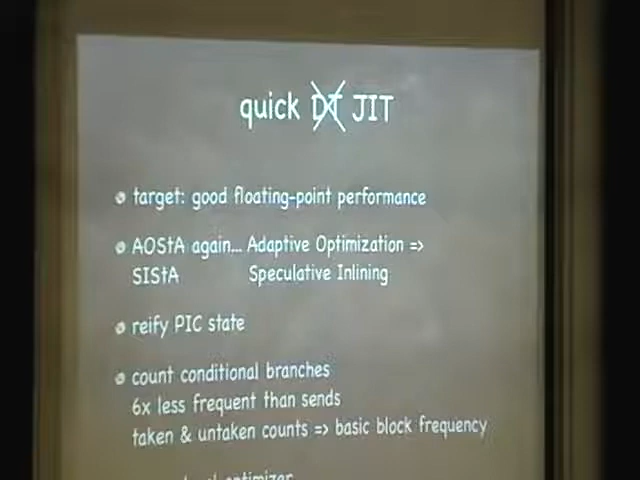 quick DT JIT
target: good floating-point performance
AOStA again... Adaptive Optimization =>
SIStA Speculative Inlining
reify PIC state
count conditional branches
6x less frequent than sends
taken & untaken counts => basic block frequency
optimizer